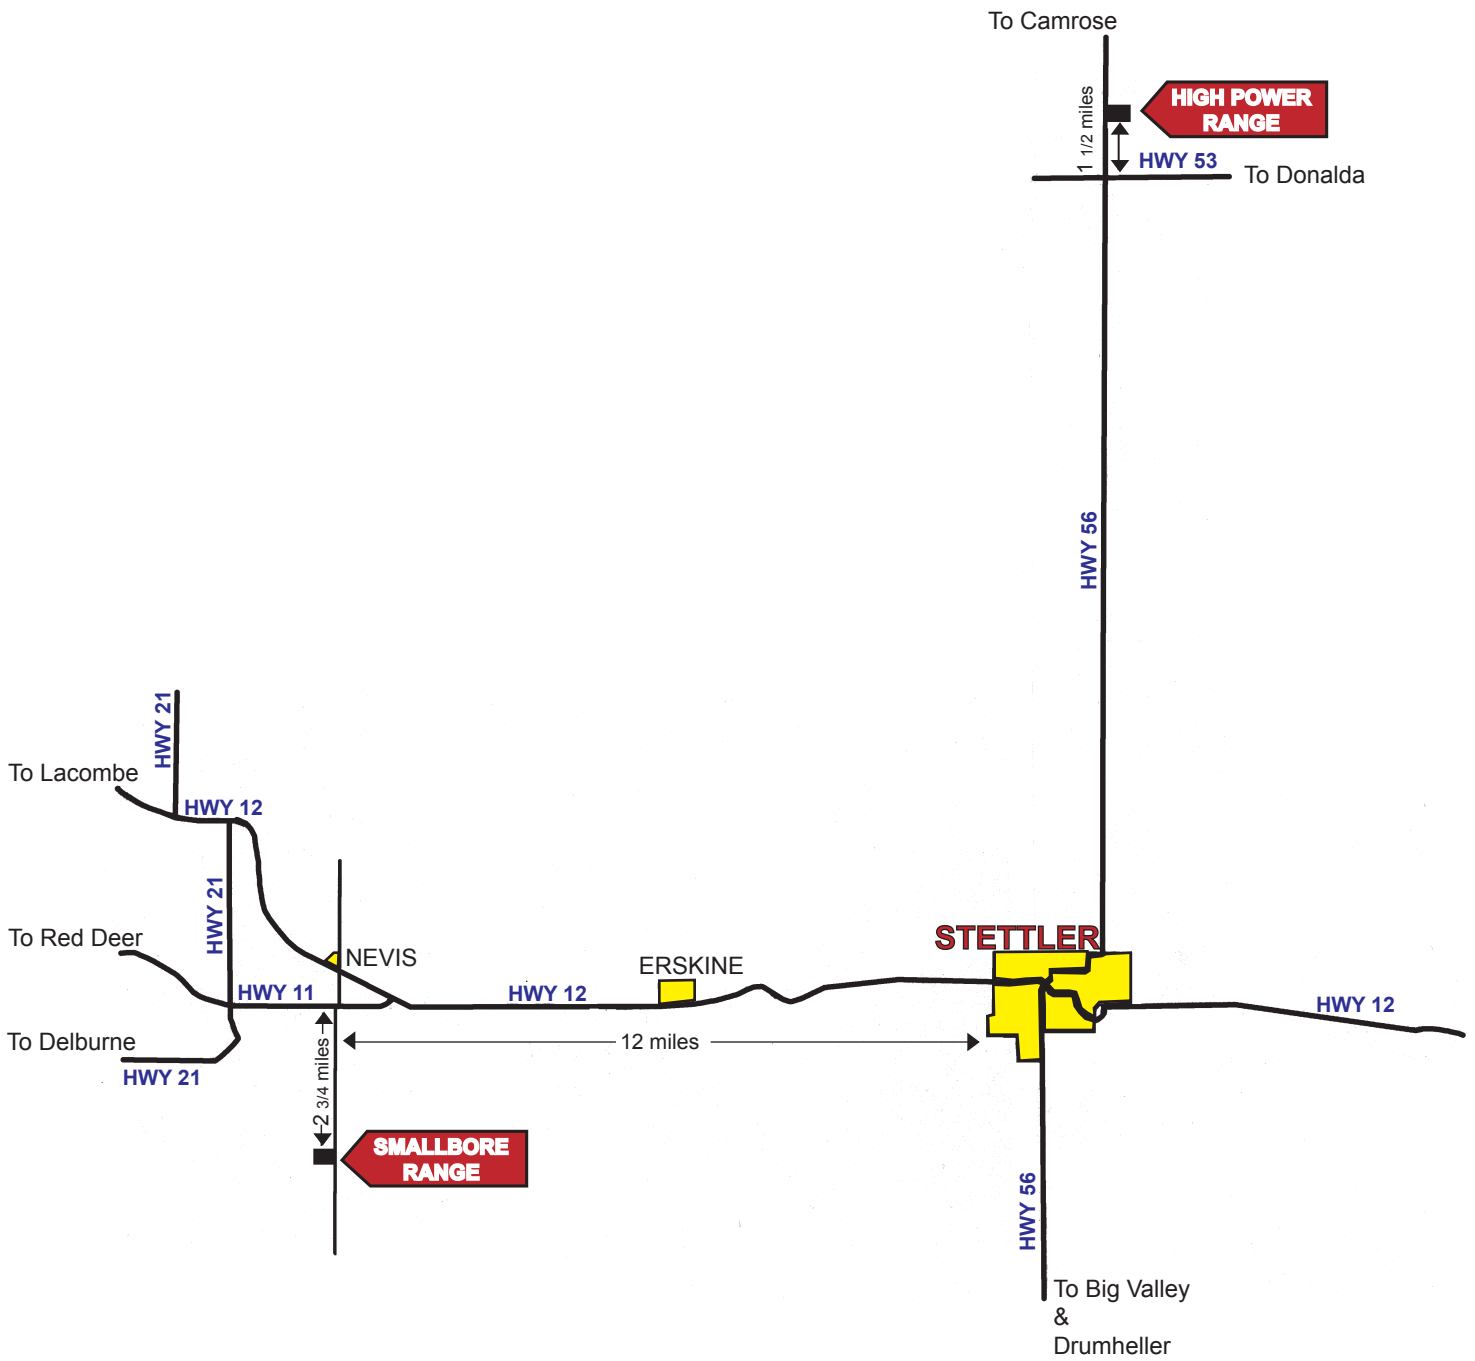 To Camrose
HIGH POWER
RANGE
1 1/2 miles
HWY 53
To Donalda
HWY 56
HWY 21
To Lacombe
HWY 12
HWY 21
To Red Deer
STETTLER
NEVIS
ERSKINE
HWY 11
HWY 12
HWY 12
To Delburne
12 miles
HWY 21
2 3/4 miles
SMALLBORE
RANGE
HWY 56
To Big Valley
&
Drumheller